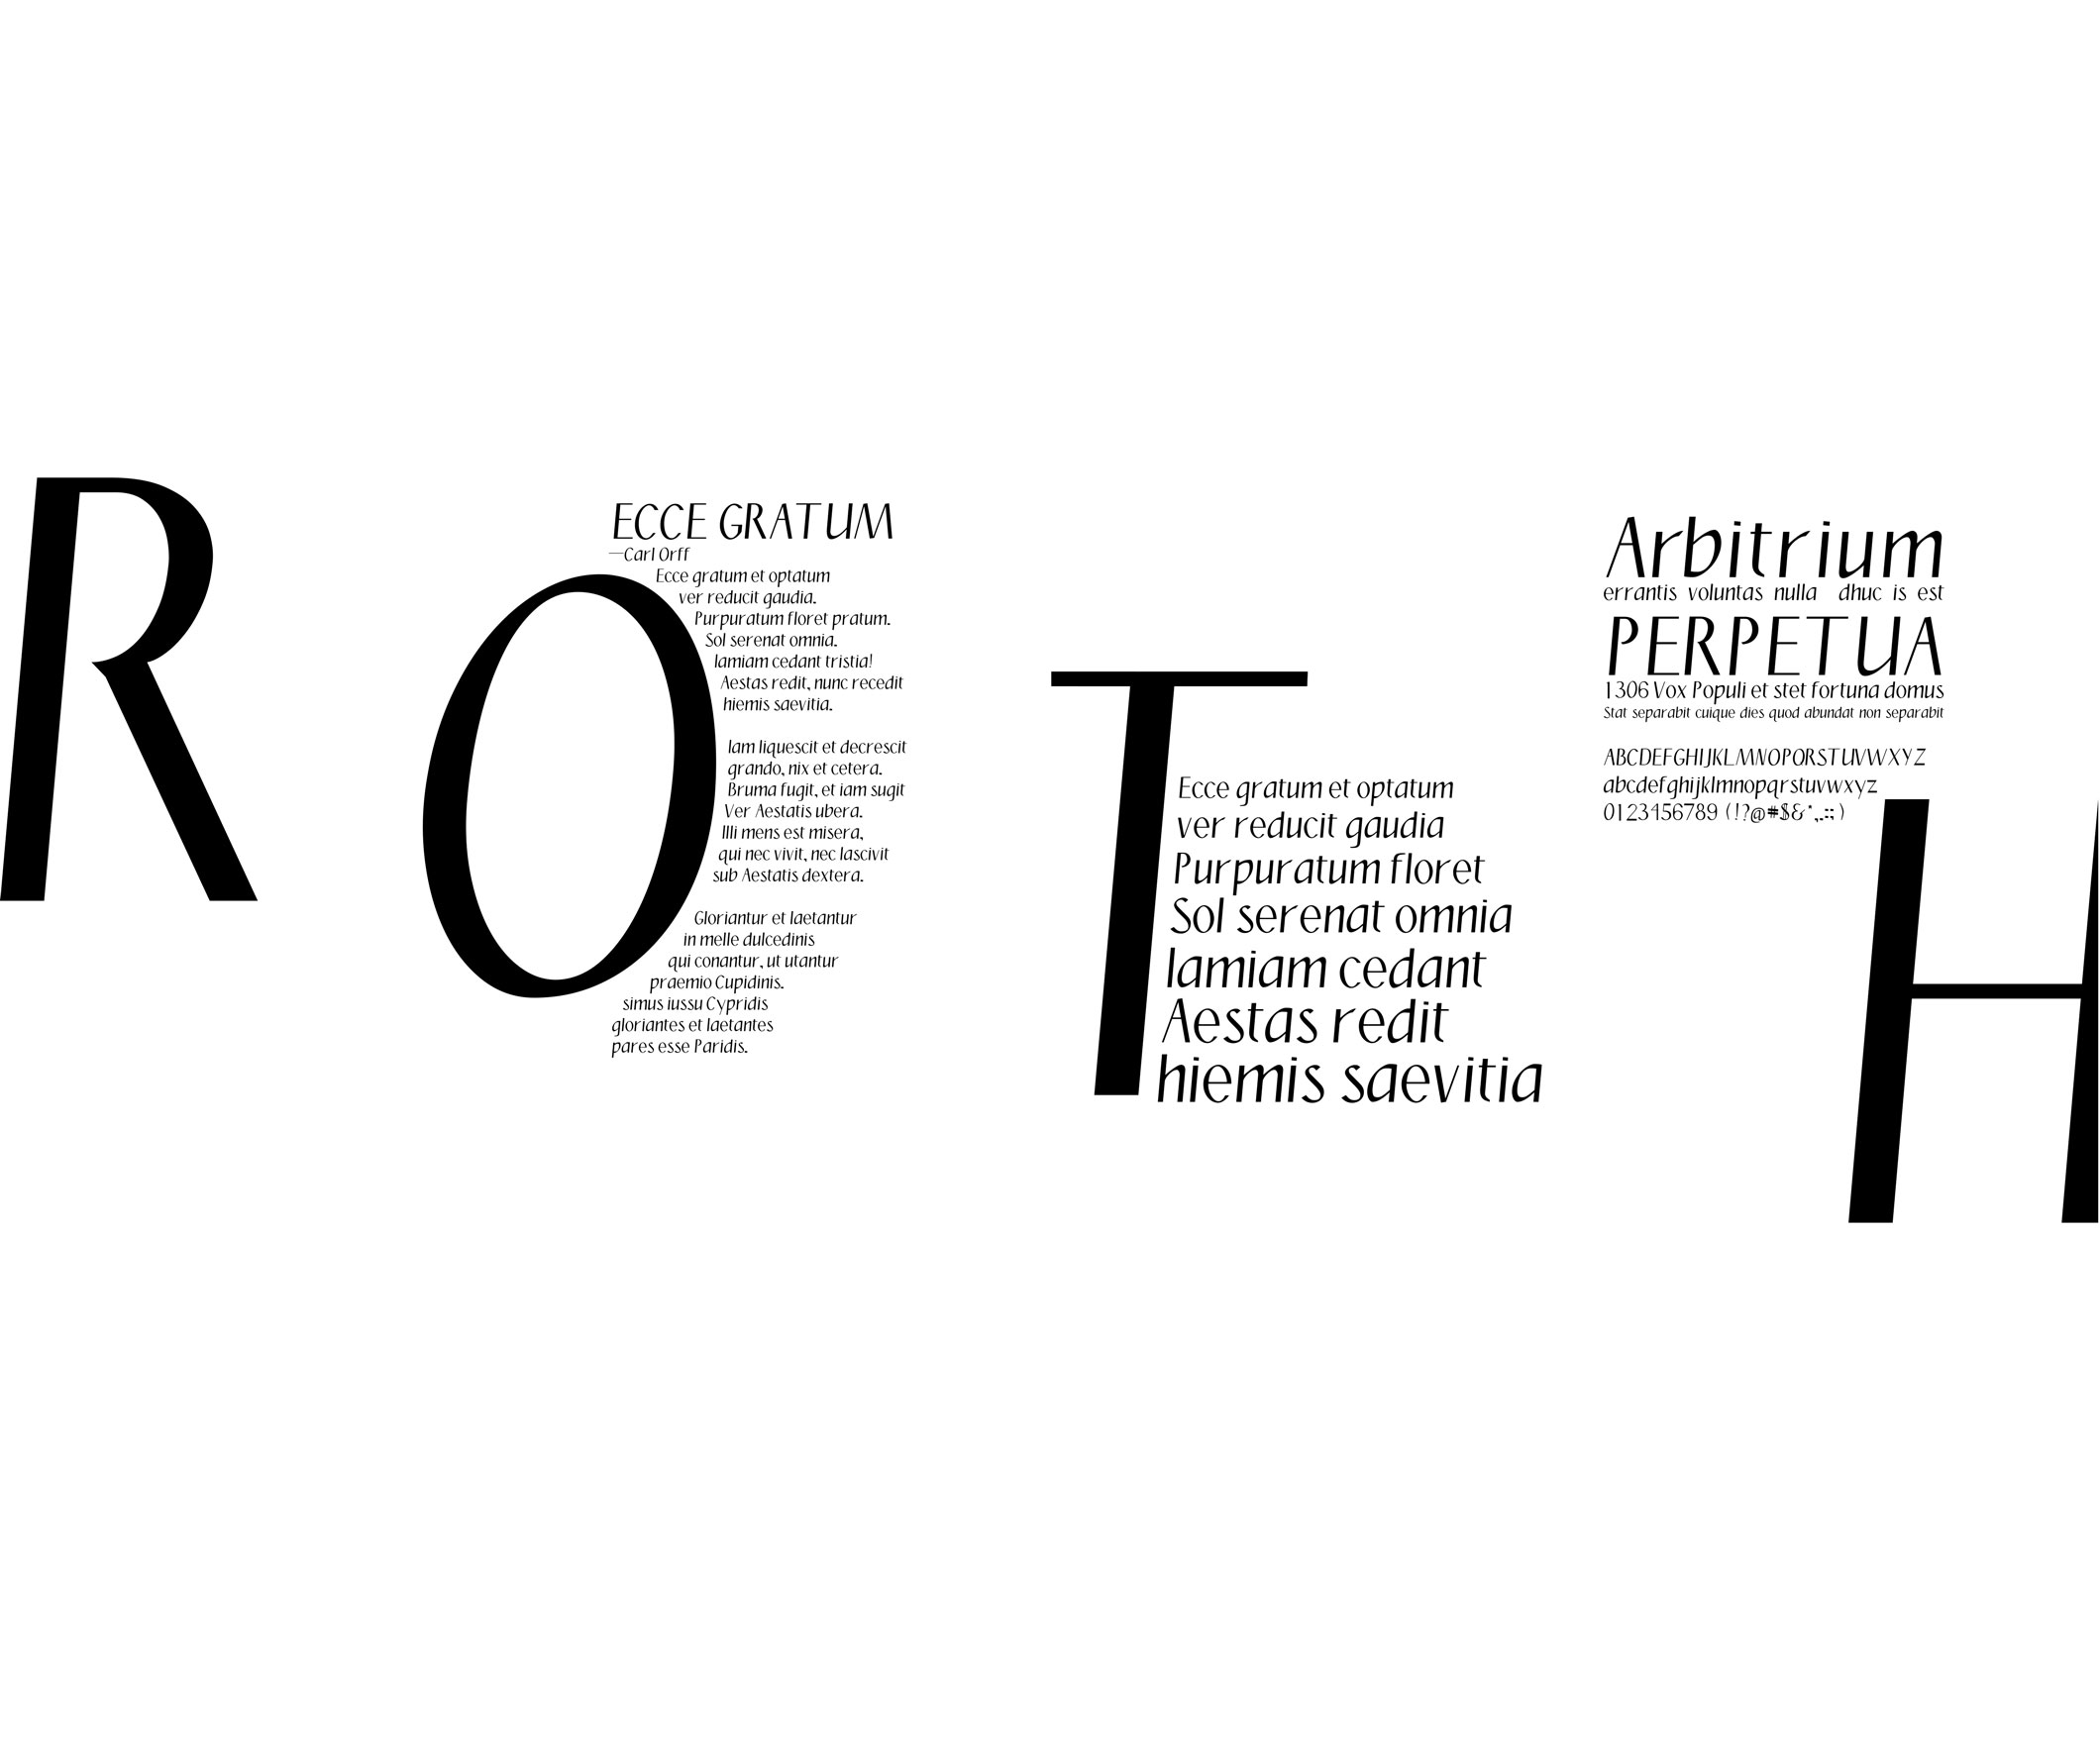 R
O
T
H
ECCE GRATUM
—Carl Orff
Ecce gratum et optatum
ver reducit gaudia.
Purpuratum floret pratum.
Sol serenat omnia.
Iamiam cedant tristia!
Aestas redit, nunc recedit
hiemis saevitia.
Iam liquescit et decrescit
grando, nix et cetera.
Bruma fugit, et iam sugit
Ver Aestatis ubera.
Illi mens est misera,
qui nec vivit, nec lascivit
sub Aestatis dextera.
Gloriantur et laetantur
in melle dulcedinis
qui conantur, ut utantur
praemio Cupidinis.
simus iussu Cypridis
gloriantes et laetantes
pares esse Paridis.
Ecce gratum et optatum
ver reducit gaudia
Purpuratum floret
Sol serenat omnia
Iamiam cedant
Aestas redit
hiemis saevitia
Arbitrium
errantis voluntas nulla dhuc is est
PERPETUA
1306 Vox Populi et stet fortuna domus
Stat separabit cuique dies quod abundat non separabit
ABCDEFGHIJKLMNOPQRSTUVWXYZ
abcdefghijklmnopqrstuvwxyz
0123456789 (!?@#$&*,.:;)